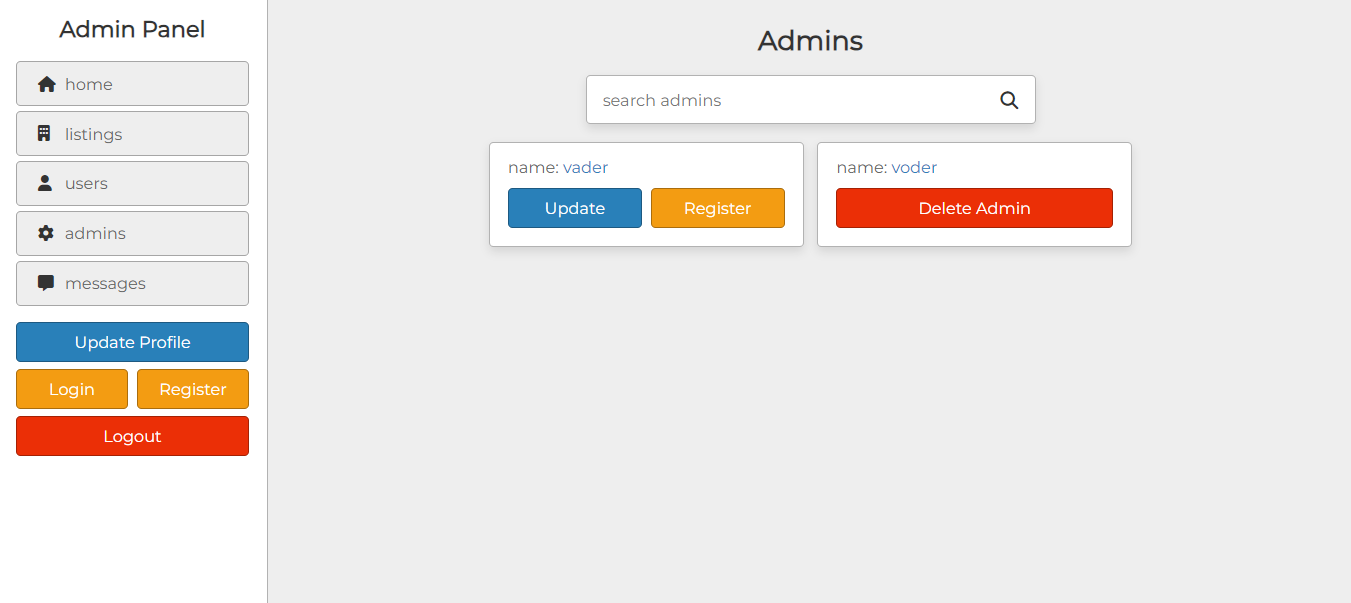 Admin Panel
home
listings
users
admins
messages
Update Profile
Login Register
Logout
Admins
search admins
name: vader
Update Register
name: voder
Delete Admin